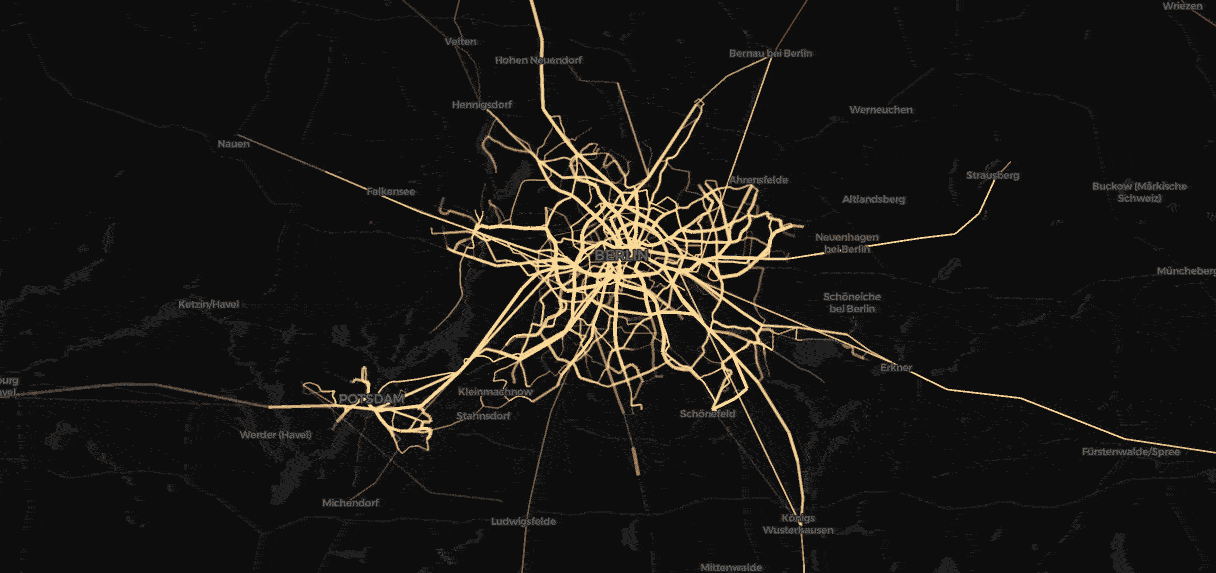 Wriezen
Velten
Bernau bei Berlin
Hohen Neuendorf
Hennigsdorf
Werneuchen
Nauen
Strausberg
Ahrensfelde
Buckow (Märkische
Schweiz)
Falkensee
Altlandsberg
Neuenhagen
bei Berlin
BERLIN
Müncheberg
Schöneiche
bei Berlin
Ketzin/Havel
Erkner
burg
vel)
Kleinmachnow
POTSDAM
Schönefeld
Stahnsdorf
Werder (Havel)
Fürstenwalde/Spree
Michendorf
Königs
Wusterhausen
Ludwigsfelde
Mittenwalde